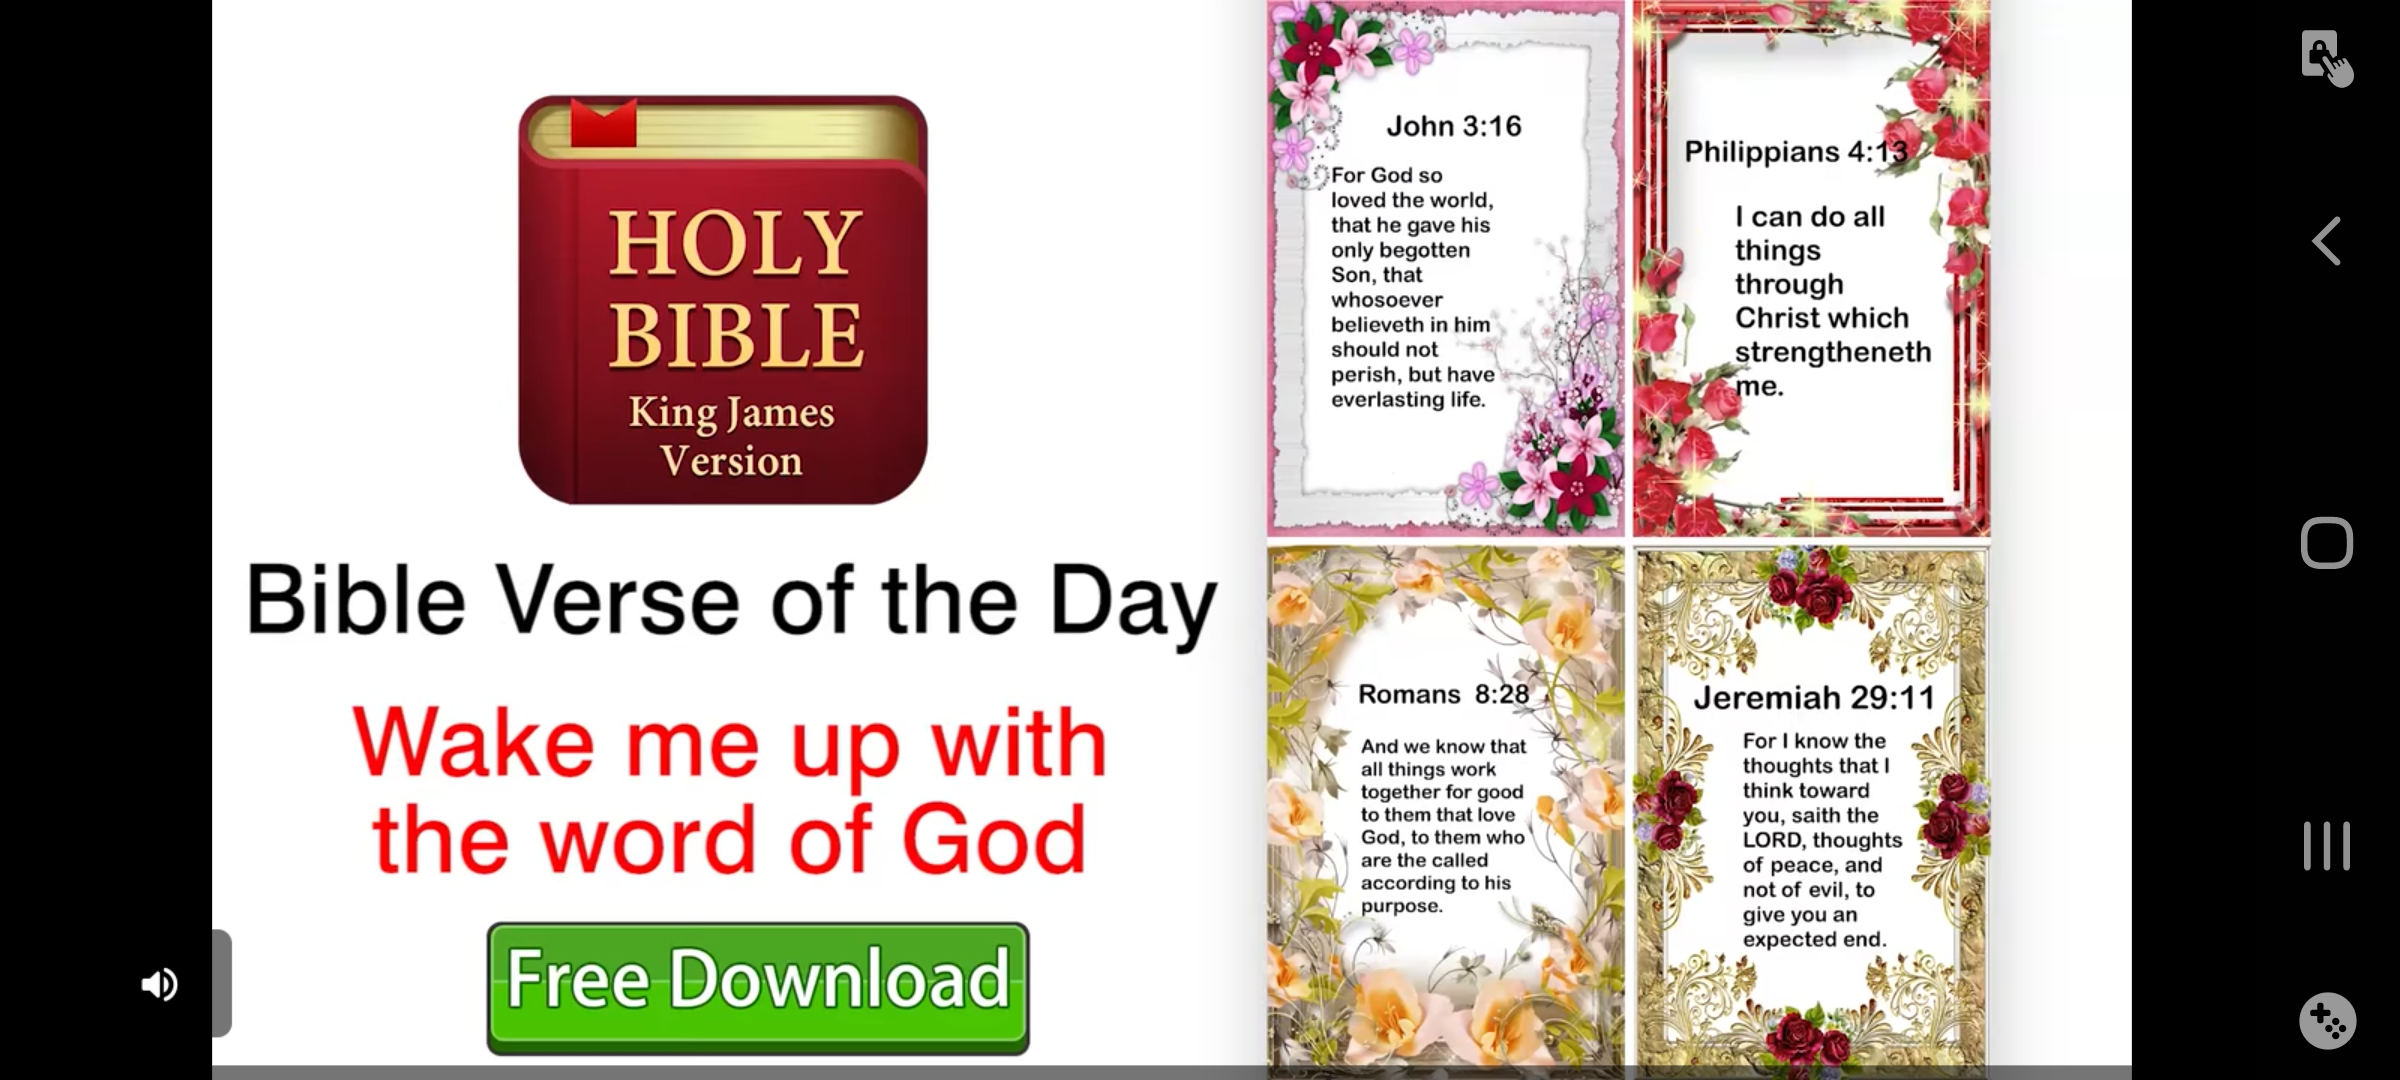 HOLY
BIBLE
King James
Version
Bible Verse of the Day
Wake me up with
the word of God
Free Download
John 3:16
For God so
loved the world,
that he gave his
only begotten
Son, that
whosoever
believeth in him
should not
perish, but have
everlasting life.
Philippians 4:13
I can do all
things
through
Christ which
strengtheneth
me.
Romans 8:28
And we know that
all things work
together for good
to them that love
God, to them who
are the called
according to his
purpose.
Jeremiah 29:11
For I know the
thoughts that I
think toward
you, saith the
LORD, thoughts
of peace, and
not of evil, to
give you an
expected end.